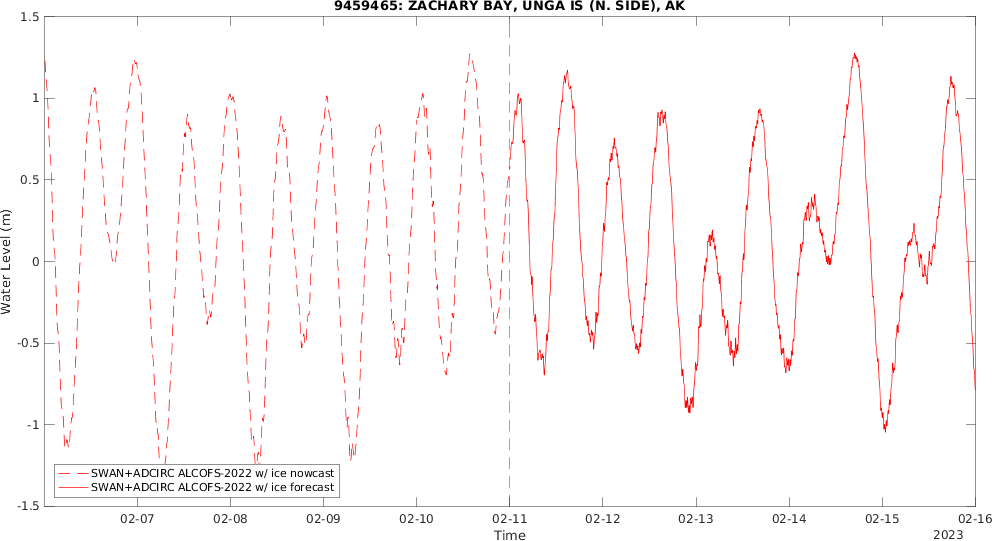 9459465: ZACHARY BAY, UNGA IS (N. SIDE), AK
1.5
1
0.5
0
-0.5
-1
-1.5
Water Level (m)
SWAN+ADCIRC ALCOFS-2022 w/ ice nowcast
SWAN+ADCIRC ALCOFS-2022 w/ ice forecast
02-07 02-08 02-09 02-10 02-11 02-12 02-13 02-14 02-15 02-16
Time
2023